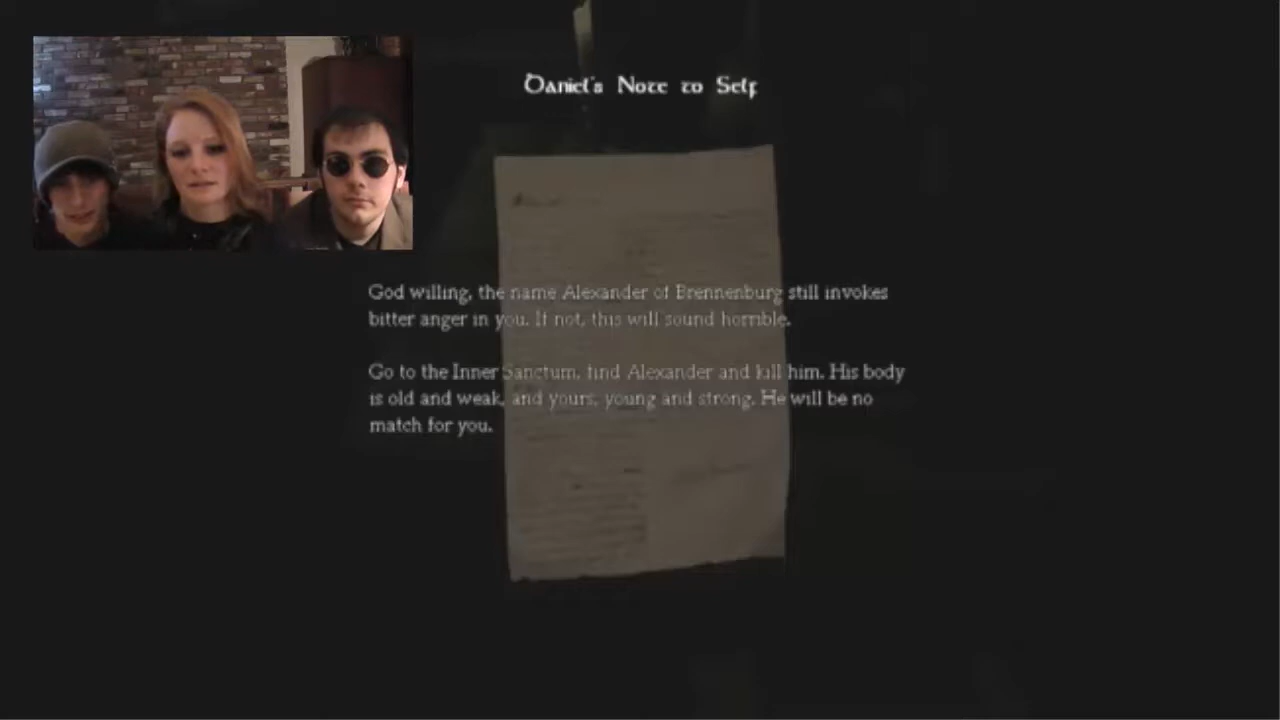 Daniel's Note to Self
God willing, the name Alexander of Brennenburg still invokes
bitter anger in you. If not, this will sound horrible.
Go to the Inner Sanctum, find Alexander and kill him. His body
is old and weak, and yours, young and strong. He will be no
match for you.